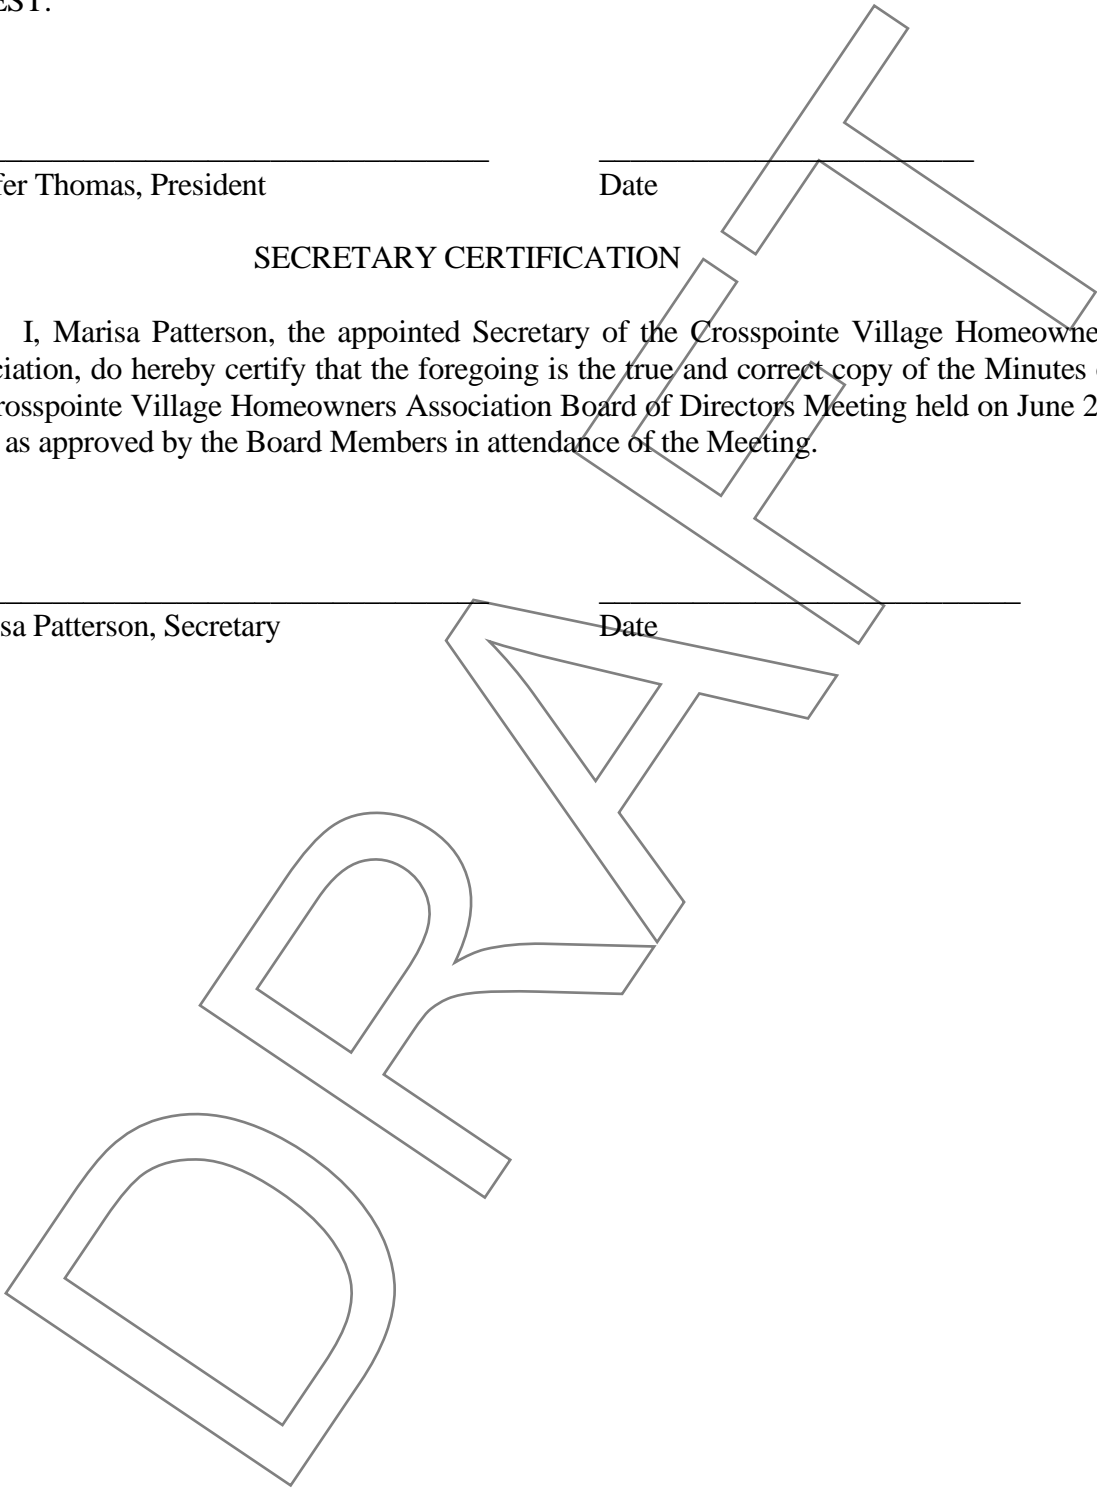 EST:
fer Thomas, President Date
SECRETARY CERTIFICATION
I, Marisa Patterson, the appointed Secretary of the Crosspointe Village Homeowne
ciation, do hereby certify that the foregoing is the true and correct copy of the Minutes
rosspointe Village Homeowners Association Board of Directors Meeting held on June 2
as approved by the Board Members in attendance of the Meeting.
sa Patterson, Secretary Date
DRAFT